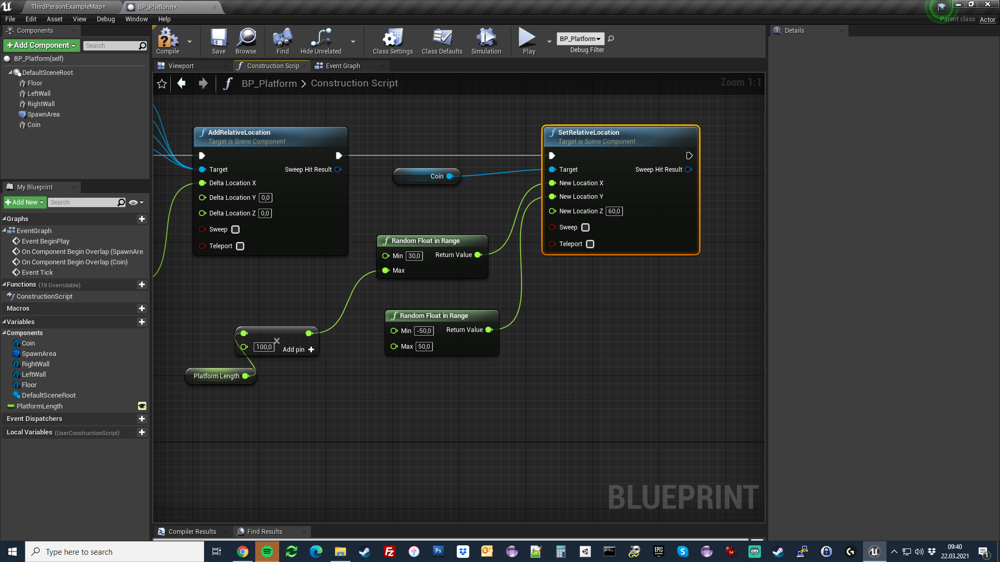 ThirdPersonExampleMap*
BP_Platform*
File Edit Asset View Debug Window Help
Parent class: Actor
Components
+ Add Component
Search
BP_Platform(self)
DefaultSceneRoot
Floor
LeftWall
RightWall
SpawnArea
Coin
My Blueprint
+ Add New
Search
Graphs
EventGraph
Event BeginPlay
On Component Begin Overlap (SpawnAre
On Component Begin Overlap (Coin)
Event Tick
Functions (19 Overridable)
ConstructionScript
Macros
Variables
Components
Coin
SpawnArea
RightWall
LeftWall
Floor
DefaultSceneRoot
PlatformLength
Event Dispatchers
Local Variables (UserConstructionScript)
Compile
Save
Browse
Find
Hide Unrelated
Class Settings
Class Defaults
Simulation
Play
BP_Platform
Debug Filter
Viewport
Construction Scrip
Event Graph
BP_Platform > Construction Script
Zoom 1:1
AddRelativeLocation
Target is Scene Component
Target
Sweep Hit Result
Delta Location X
Delta Location Y 0,0
Delta Location Z 0,0
Sweep
Teleport
Coin
SetRelativeLocation
Target is Scene Component
Target
Sweep Hit Result
New Location X
New Location Y
New Location Z 60,0
Sweep
Teleport
Random Float in Range
Min 30,0
Return Value
Max
Random Float in Range
Min -50,0
Return Value
Max 50,0
100,0
Add pin +
Platform Length
BLUEPRINT
Compiler Results
Find Results
Details
Type here to search
09:40
22.03.2021